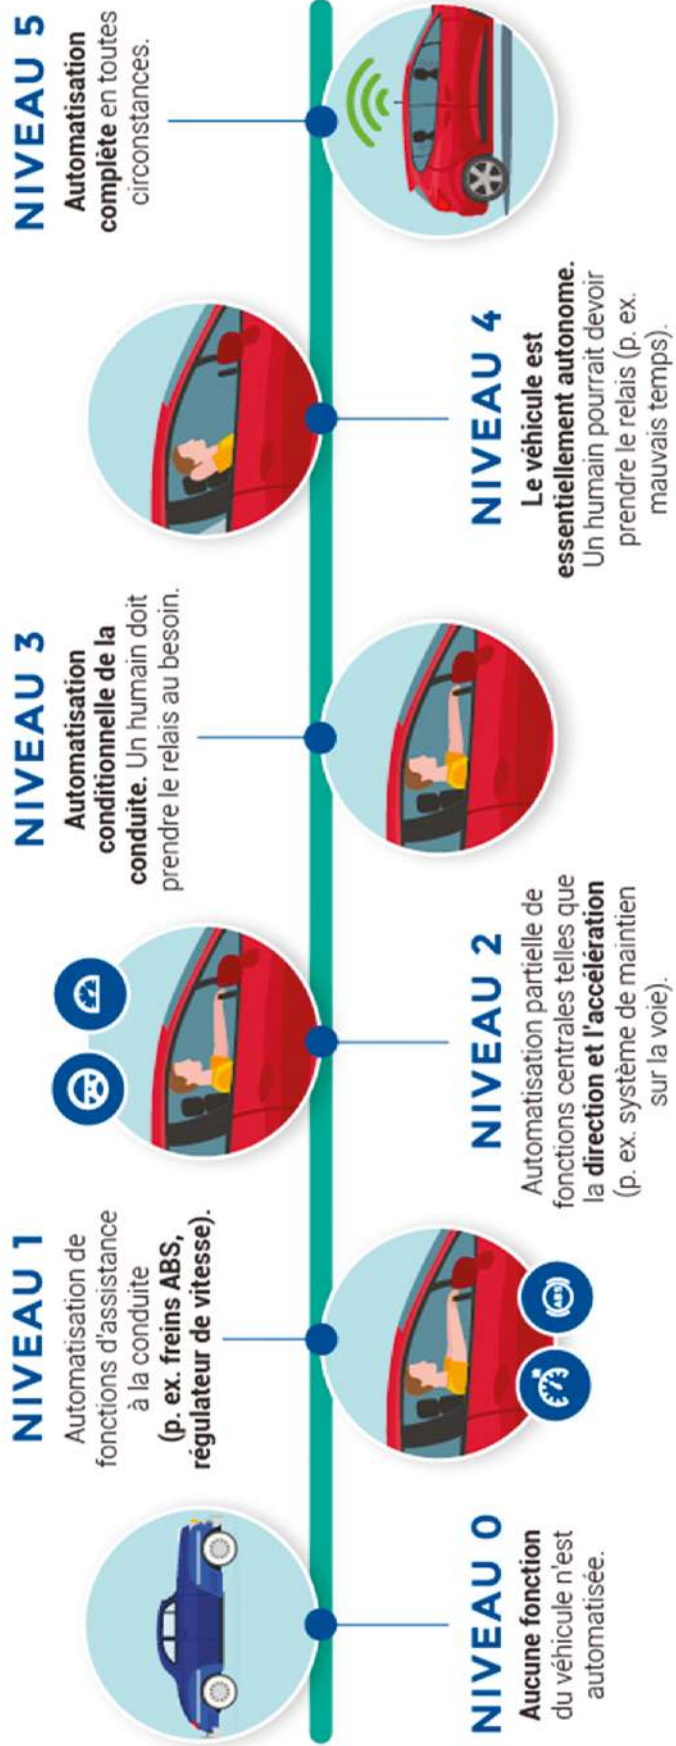 NIVEAU 0
Aucune fonction
du véhicule n'est
automatisée.
NIVEAU 1
Automatisation de
fonctions d'assistance
à la conduite
(p. ex. freins ABS,
régulateur de vitesse).
ABS
NIVEAU 2
Automatisation partielle de
fonctions centrales telles que
la direction et l'accélération
(p. ex. système de maintien
sur la voie).
NIVEAU 3
Automatisation
conditionnelle de la
conduite. Un humain doit
prendre le relais au besoin.
NIVEAU 4
Le véhicule est
essentiellement autonome.
Un humain pourrait devoir
prendre le relais (p. ex.
mauvais temps).
NIVEAU 5
Automatisation
complète en toutes
circonstances.